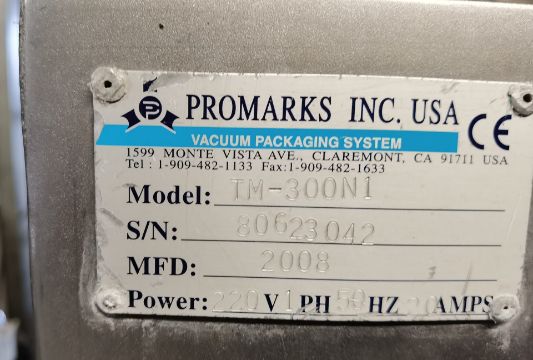 PROMARKS INC. USA
VACUUM PACKAGING SYSTEM
CE
1599 MONTE VISTA AVE., CLAREMONT, CA 91711 USA
Tel : 1-909-482-1133 Fax:1-909-482-1633
Model: TM-300N1
S/N: 80623042
MFD: 2008
Power: 220 V 1 PH 50 HZ 20 AMPS